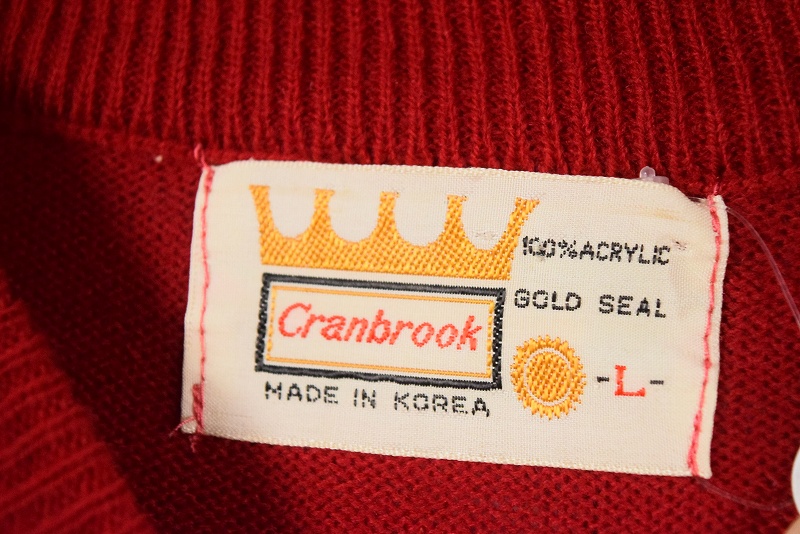 100% ACRYLIC
GOLD SEAL
Cranbrook
-L-
MADE IN KOREA